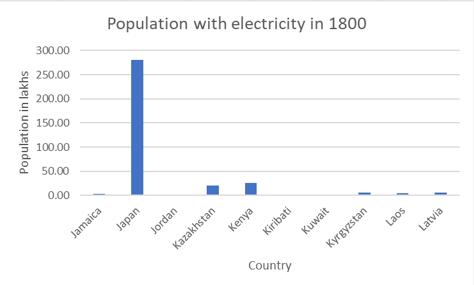 Population with electricity in 1800
Population in lakhs
300.00
250.00
200.00
150.00
100.00
50.00
0.00
Jamaica
Japan
Jordan
Kazakhstan
Kenya
Kiribati
Kuwait
Kyrgyzstan
Laos
Latvia
Country